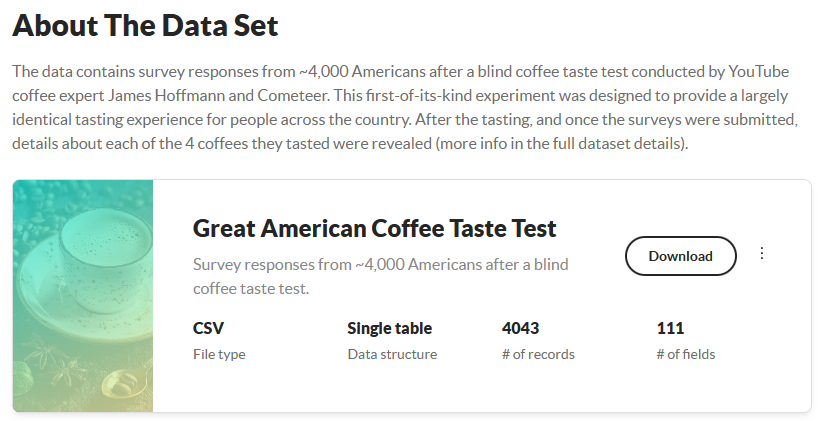 About The Data Set
The data contains survey responses from ~4,000 Americans after a blind coffee taste test conducted by YouTube
coffee expert James Hoffmann and Cometeer. This first-of-its-kind experiment was designed to provide a largely
identical tasting experience for people across the country. After the tasting, and once the surveys were submitted,
details about each of the 4 coffees they tasted were revealed (more info in the full dataset details).
Great American Coffee Taste Test
Survey responses from ~4,000 Americans after a blind
coffee taste test.
Download
CSV Single table 4043 111
File type Data structure # of records # of fields